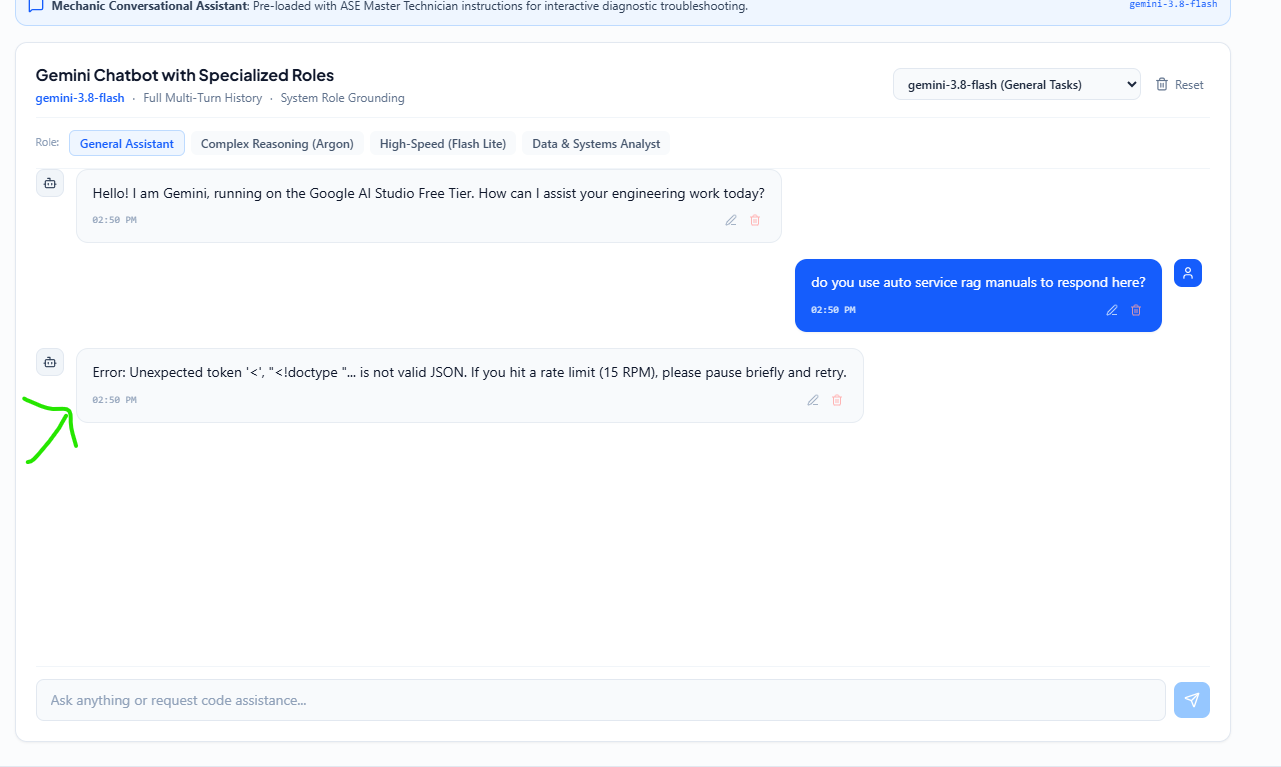 Mechanic Conversational Assistant: Pre-loaded with ASE Master Technician instructions for interactive diagnostic troubleshooting.
gemini-3.8-flash
Gemini Chatbot with Specialized Roles
gemini-3.8-flash · Full Multi-Turn History · System Role Grounding
gemini-3.8-flash (General Tasks)
Reset
Role: General Assistant Complex Reasoning (Argon) High-Speed (Flash Lite) Data & Systems Analyst
Hello! I am Gemini, running on the Google AI Studio Free Tier. How can I assist your engineering work today?
02:50 PM
do you use auto service rag manuals to respond here?
02:50 PM
Error: Unexpected token '<', "<!doctype "... is not valid JSON. If you hit a rate limit (15 RPM), please pause briefly and retry.
02:50 PM
Ask anything or request code assistance...